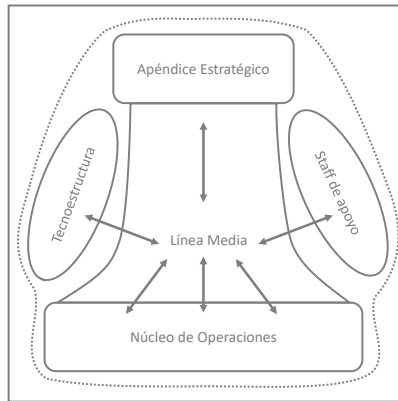 Apéndice Estratégico
Tecnoestructura
Staff de apoyo
Línea Media
Núcleo de Operaciones